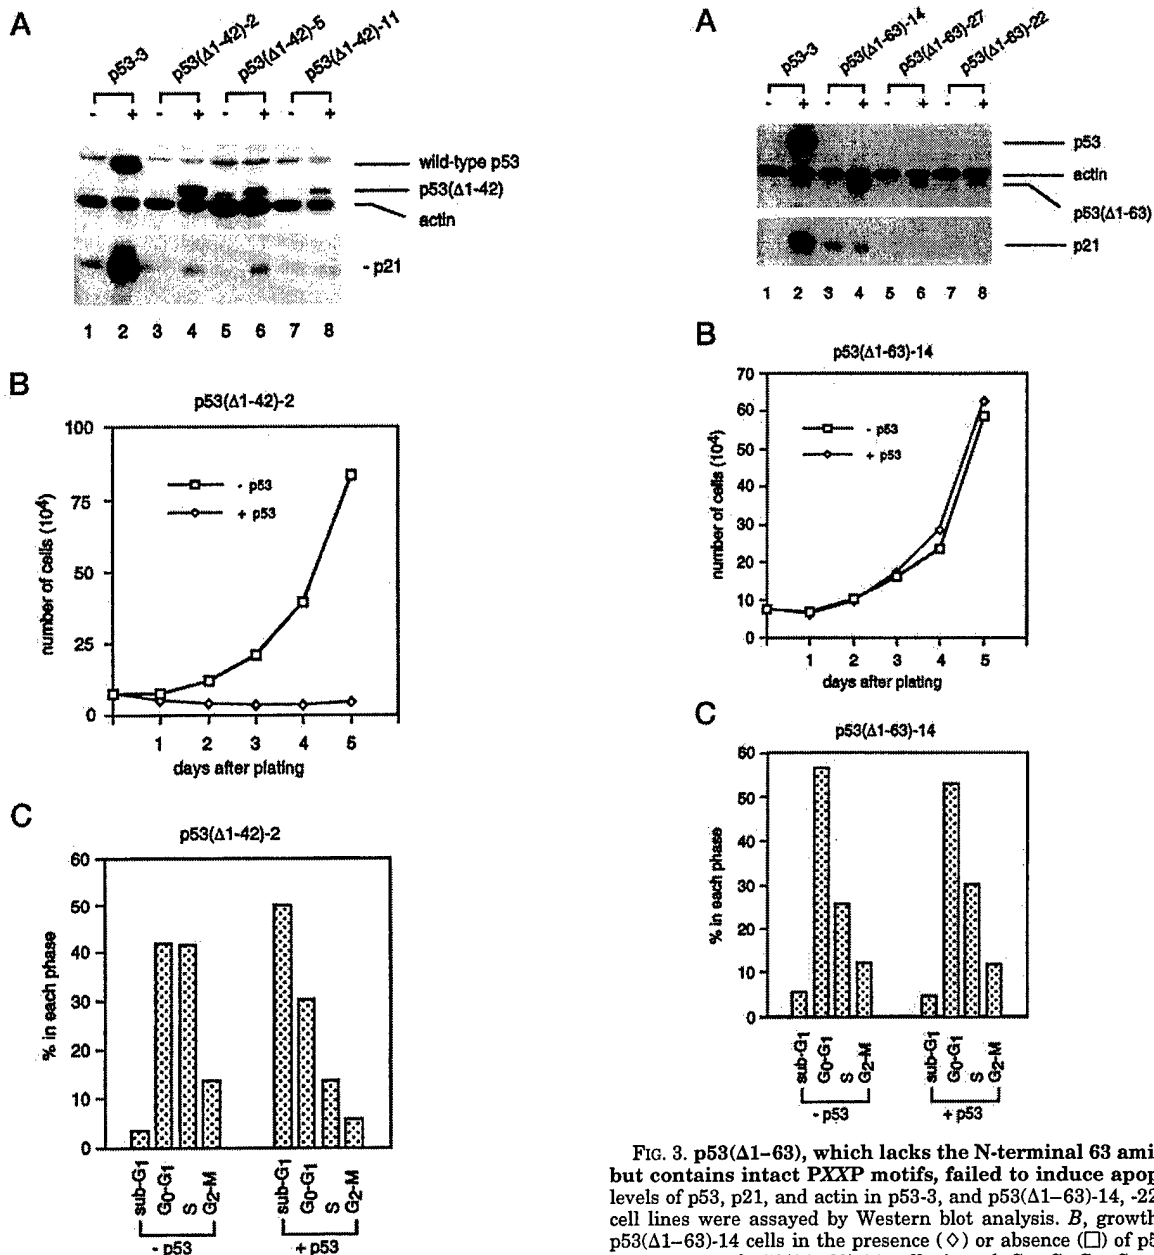 A
p53-3
p53(Δ1-42)-2
p53(Δ1-42)-5
p53(Δ1-42)-11
- + - + - + - +
wild-type p53
p53(Δ1-42)
actin
- p21
1 2 3 4 5 6 7 8
B
p53(Δ1-42)-2
100
75
50
25
0
number of cells (10⁴)
- p53
+ p53
1 2 3 4 5
days after plating
C
p53(Δ1-42)-2
60
50
40
30
20
10
0
% in each phase
sub-G1
G0-G1
S
G2-M
sub-G1
G0-G1
S
G2-M
- p53
+ p53
A
p53-3
p53(Δ1-63)-14
p53(Δ1-63)-27
p53(Δ1-63)-22
- + - + - + - +
p53
actin
p53(Δ1-63)
p21
1 2 3 4 5 6 7 8
B
p53(Δ1-63)-14
70
60
50
40
30
20
10
0
number of cells (10⁴)
- p53
+ p53
1 2 3 4 5
days after plating
C
p53(Δ1-63)-14
60
50
40
30
20
10
0
% in each phase
sub-G1
G0-G1
S
G2-M
sub-G1
G0-G1
S
G2-M
- p53
+ p53
FIG. 3. p53(Δ1–63), which lacks the N-terminal 63 ami
but contains intact PXXP motifs, failed to induce apop
levels of p53, p21, and actin in p53-3, and p53(Δ1–63)-14, -22
cell lines were assayed by Western blot analysis. B, growth
p53(Δ1–63)-14 cells in the presence (◇) or absence (□) of p5